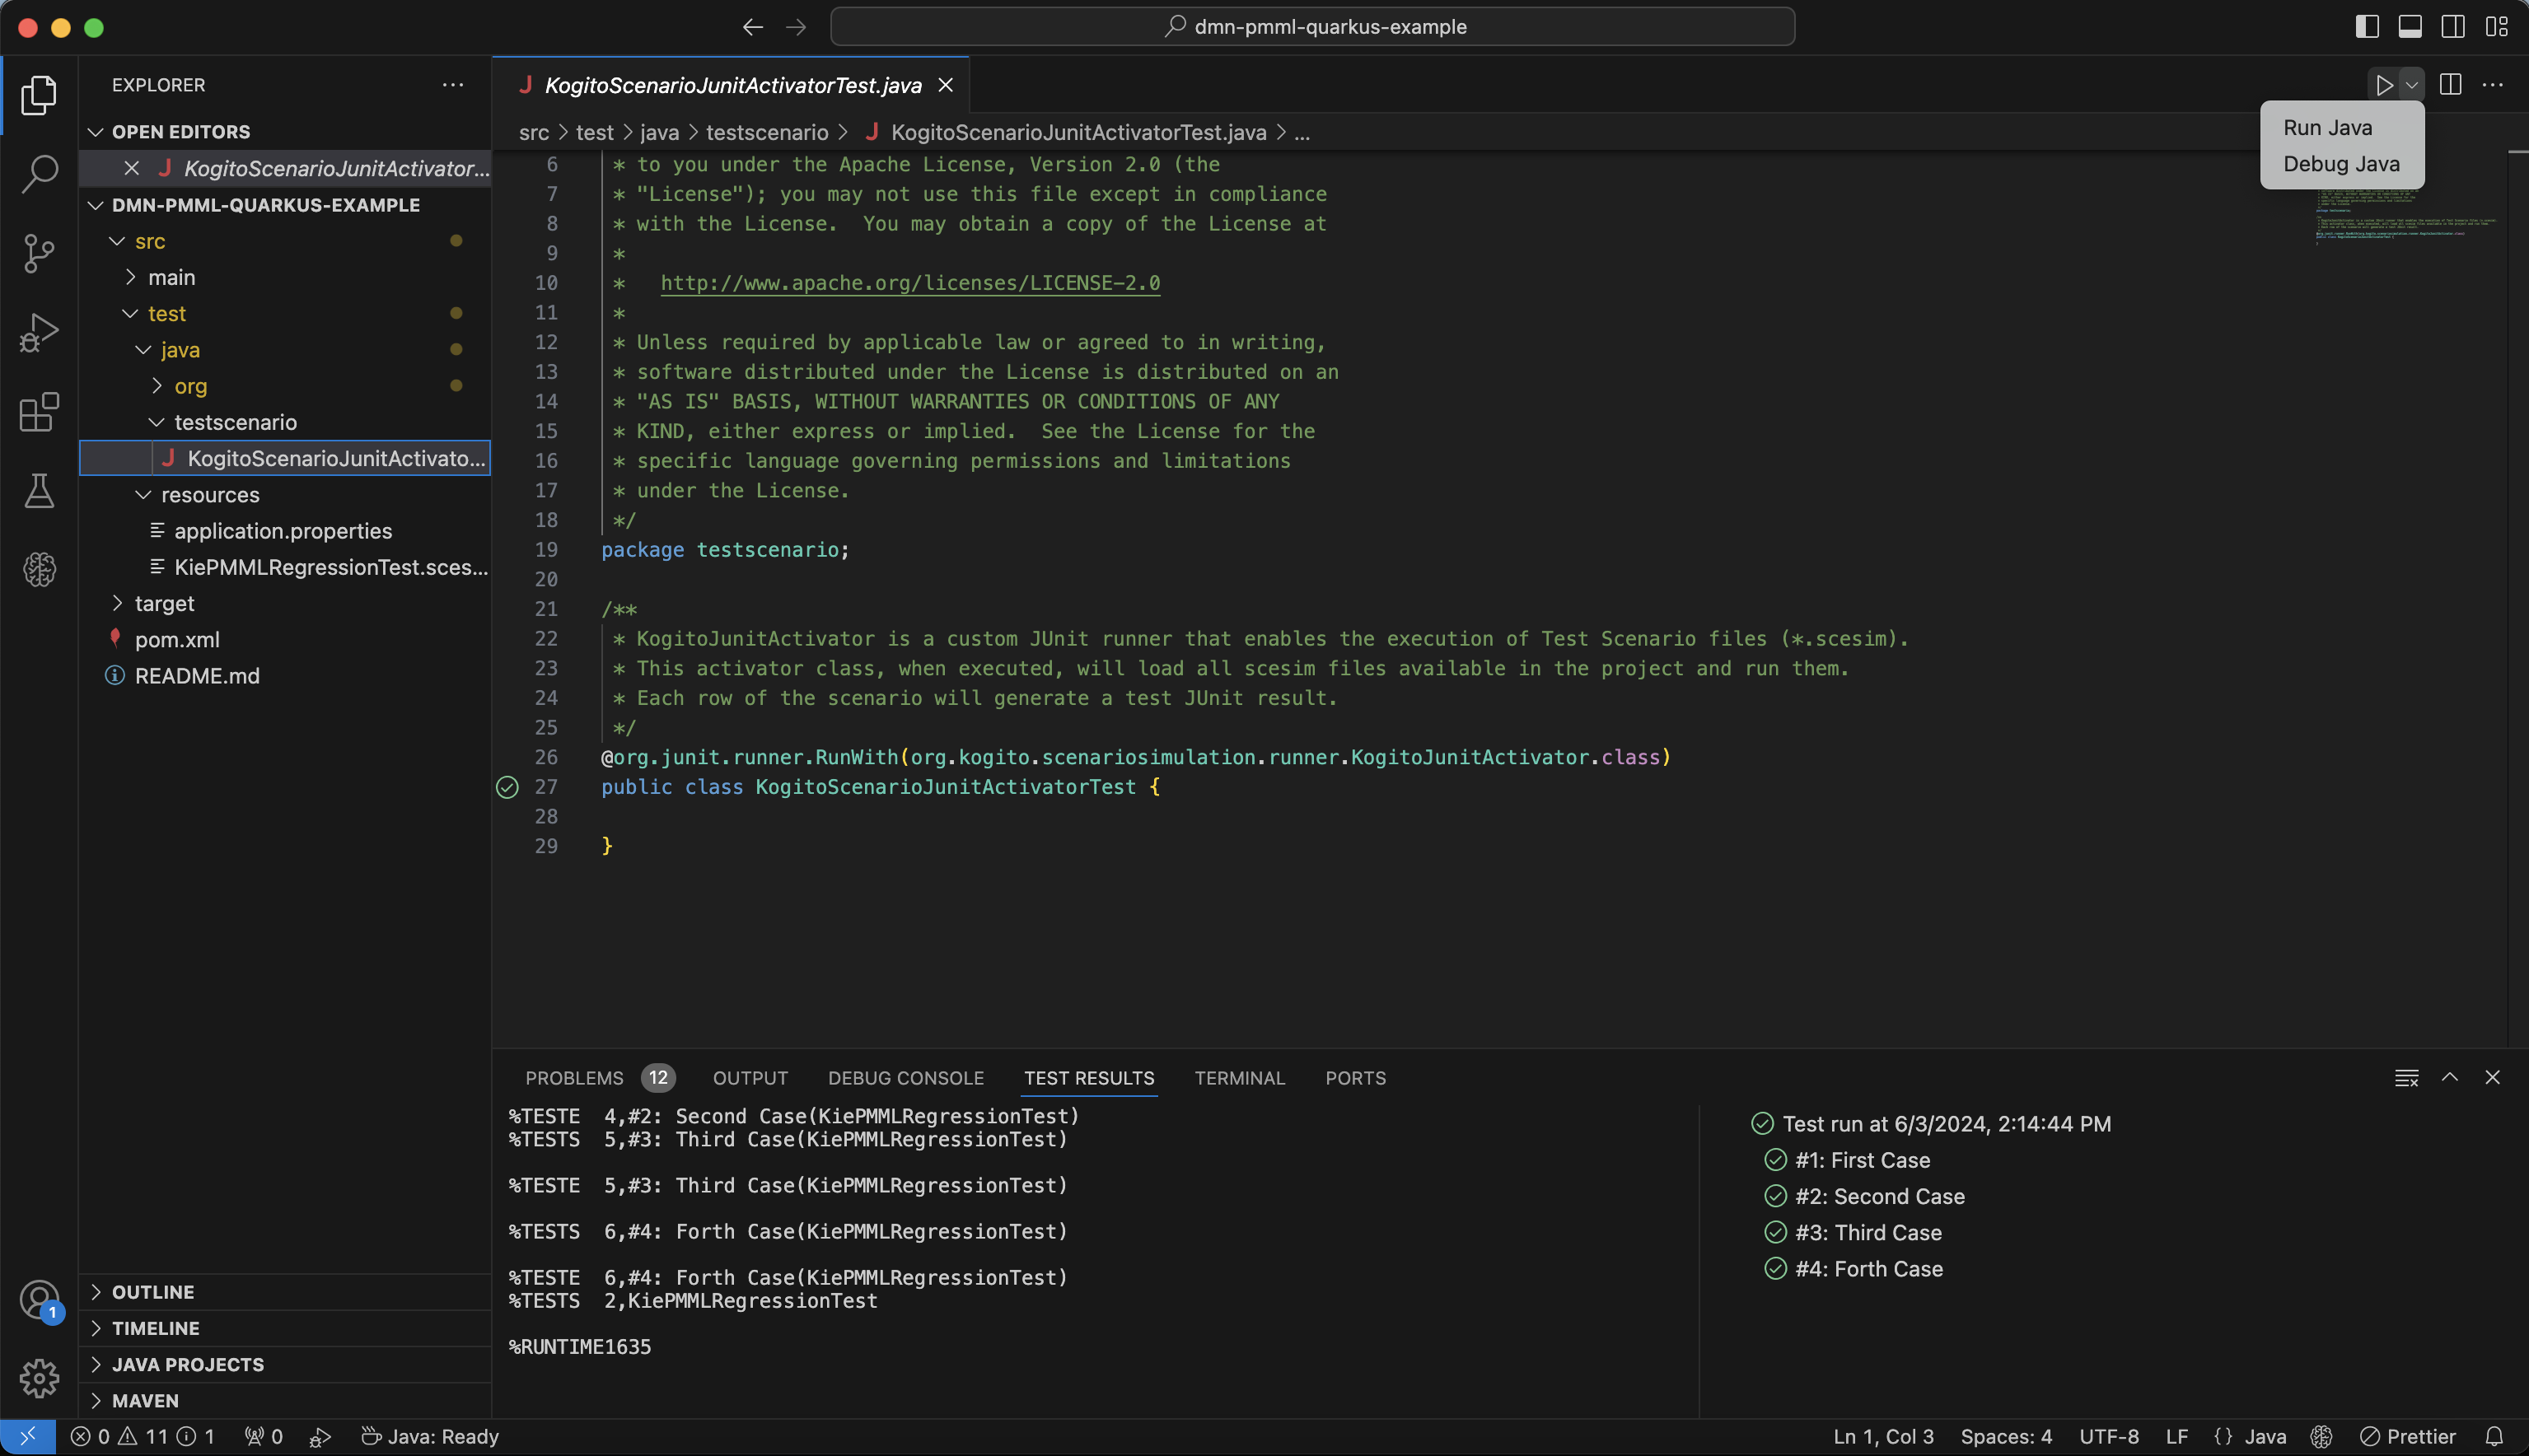 dmn-pmml-quarkus-example
EXPLORER
OPEN EDITORS
KogitoScenarioJunitActivator...
DMN-PMML-QUARKUS-EXAMPLE
src
main
test
java
org
testscenario
KogitoScenarioJunitActivato...
resources
application.properties
KiePMMLRegressionTest.sces...
target
pom.xml
README.md
OUTLINE
TIMELINE
JAVA PROJECTS
MAVEN
1
KogitoScenarioJunitActivatorTest.java
src > test > java > testscenario > KogitoScenarioJunitActivatorTest.java > ...
Run Java
Debug Java
6 * to you under the Apache License, Version 2.0 (the
7 * "License"); you may not use this file except in compliance
8 * with the License.  You may obtain a copy of the License at
9 *
10 *   http://www.apache.org/licenses/LICENSE-2.0
11 *
12 * Unless required by applicable law or agreed to in writing,
13 * software distributed under the License is distributed on an
14 * "AS IS" BASIS, WITHOUT WARRANTIES OR CONDITIONS OF ANY
15 * KIND, either express or implied.  See the License for the
16 * specific language governing permissions and limitations
17 * under the License.
18 */
19 package testscenario;
20
21 /**
22 * KogitoJunitActivator is a custom JUnit runner that enables the execution of Test Scenario files (*.scesim).
23 * This activator class, when executed, will load all scesim files available in the project and run them.
24 * Each row of the scenario will generate a test JUnit result.
25 */
26 @org.junit.runner.RunWith(org.kogito.scenariosimulation.runner.KogitoJunitActivator.class)
27 public class KogitoScenarioJunitActivatorTest {
28
29 }
PROBLEMS 12 OUTPUT DEBUG CONSOLE TEST RESULTS TERMINAL PORTS
%TESTE  4,#2: Second Case(KiePMMLRegressionTest)
%TESTS  5,#3: Third Case(KiePMMLRegressionTest)
%TESTE  5,#3: Third Case(KiePMMLRegressionTest)
%TESTS  6,#4: Forth Case(KiePMMLRegressionTest)
%TESTE  6,#4: Forth Case(KiePMMLRegressionTest)
%TESTS  2,KiePMMLRegressionTest
%RUNTIME1635
Test run at 6/3/2024, 2:14:44 PM
#1: First Case
#2: Second Case
#3: Third Case
#4: Forth Case
0 11 1 0 Java: Ready Ln 1, Col 3 Spaces: 4 UTF-8 LF {} Java Prettier